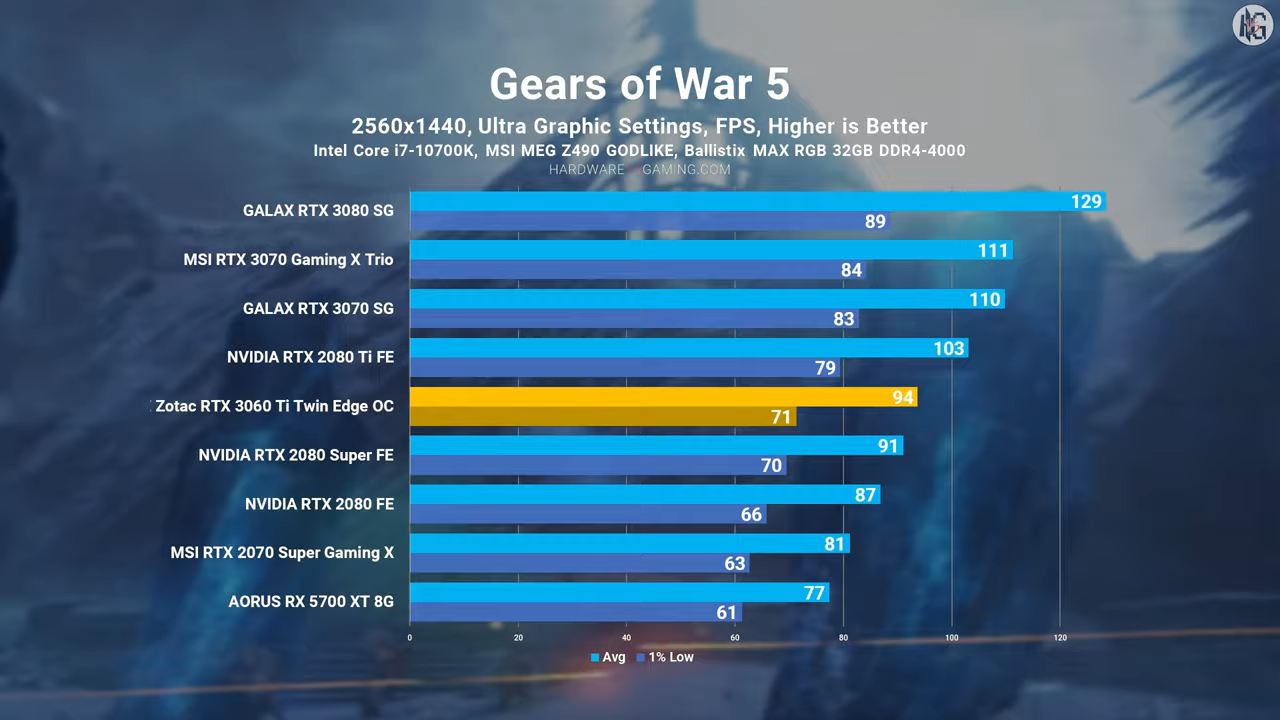 Gears of War 5
2560x1440, Ultra Graphic Settings, FPS, Higher is Better
Intel Core i7-10700K, MSI MEG Z490 GODLIKE, Ballistix MAX RGB 32GB DDR4-4000
HARDWARE GAMING.COM
GALAX RTX 3080 SG
129
89
MSI RTX 3070 Gaming X Trio
111
84
GALAX RTX 3070 SG
110
83
NVIDIA RTX 2080 Ti FE
103
79
Zotac RTX 3060 Ti Twin Edge OC
94
71
NVIDIA RTX 2080 Super FE
91
70
NVIDIA RTX 2080 FE
87
66
MSI RTX 2070 Super Gaming X
81
63
AORUS RX 5700 XT 8G
77
61
0 20 40 60 80 100 120
Avg 1% Low